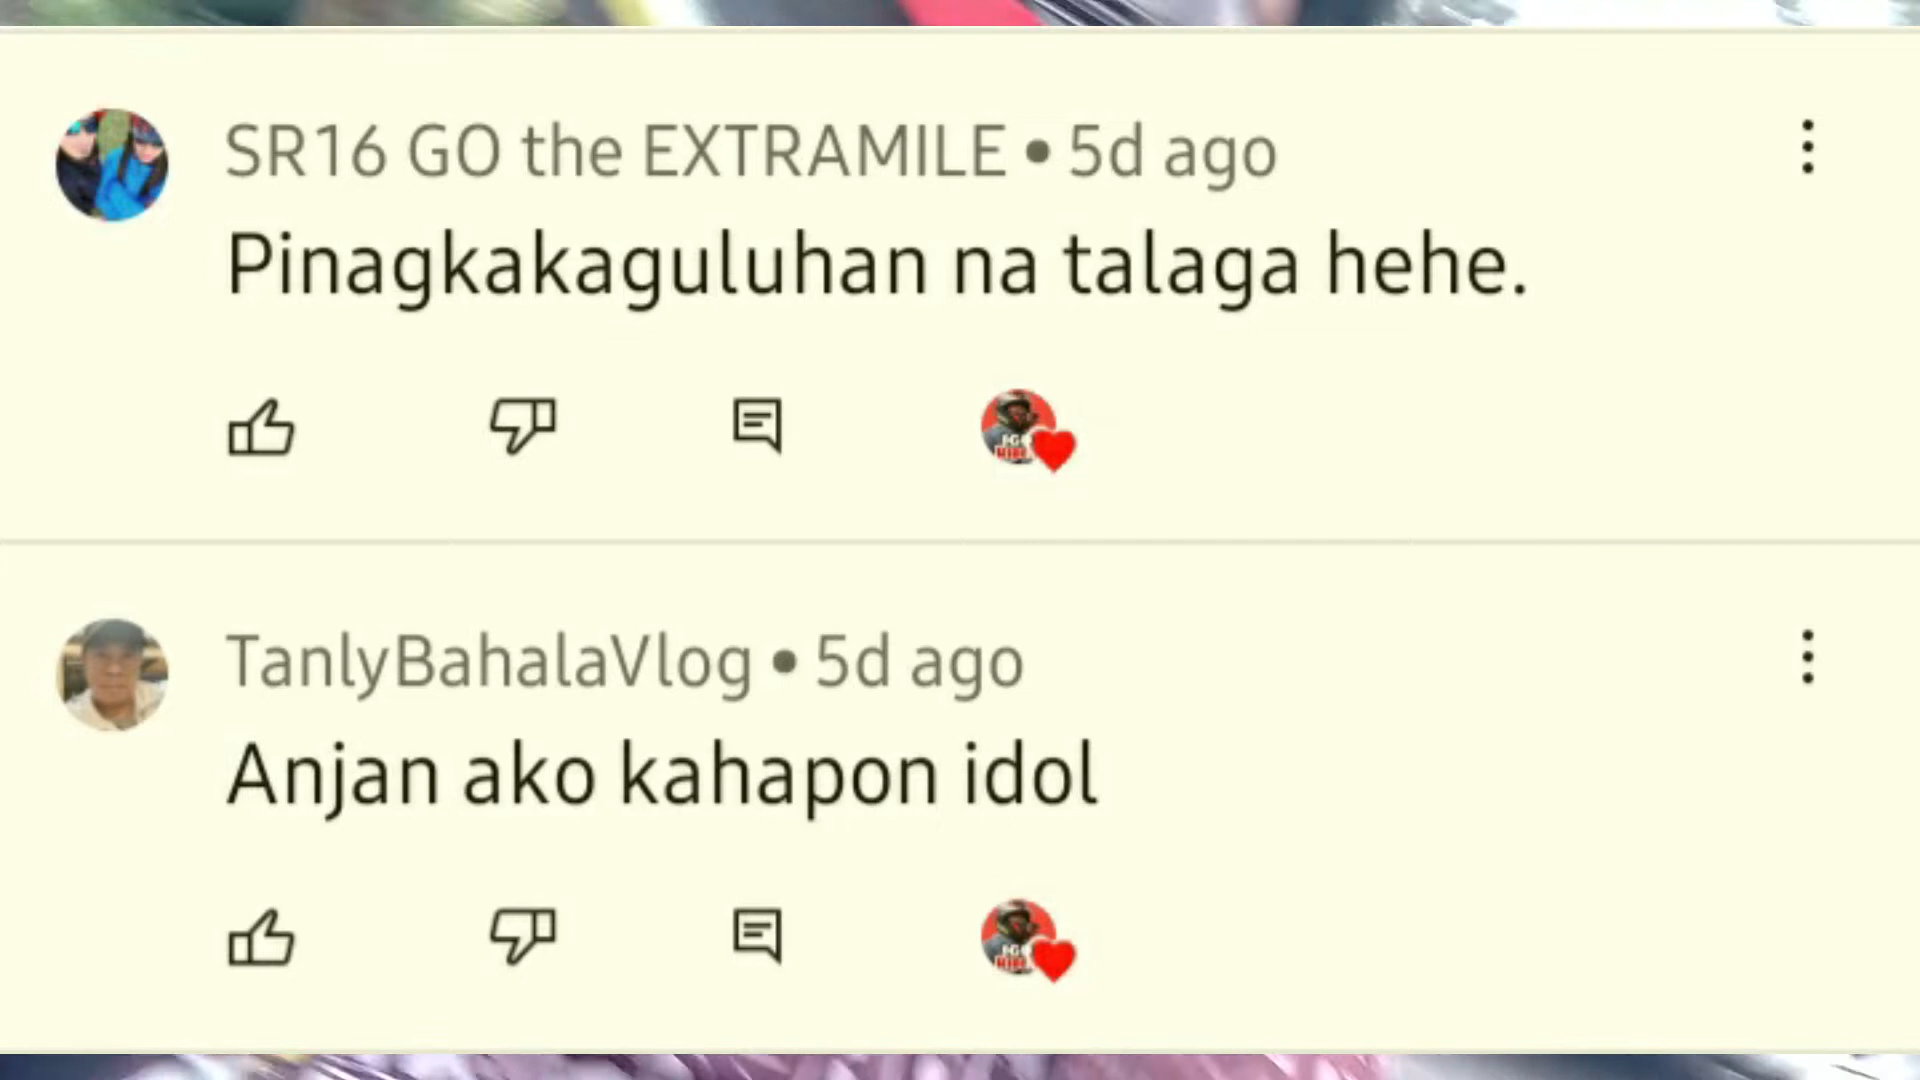 SR16 GO the EXTRAMILE • 5d ago
Pinagkakaguluhan na talaga hehe.
TanlyBahalaVlog • 5d ago
Anjan ako kahapon idol